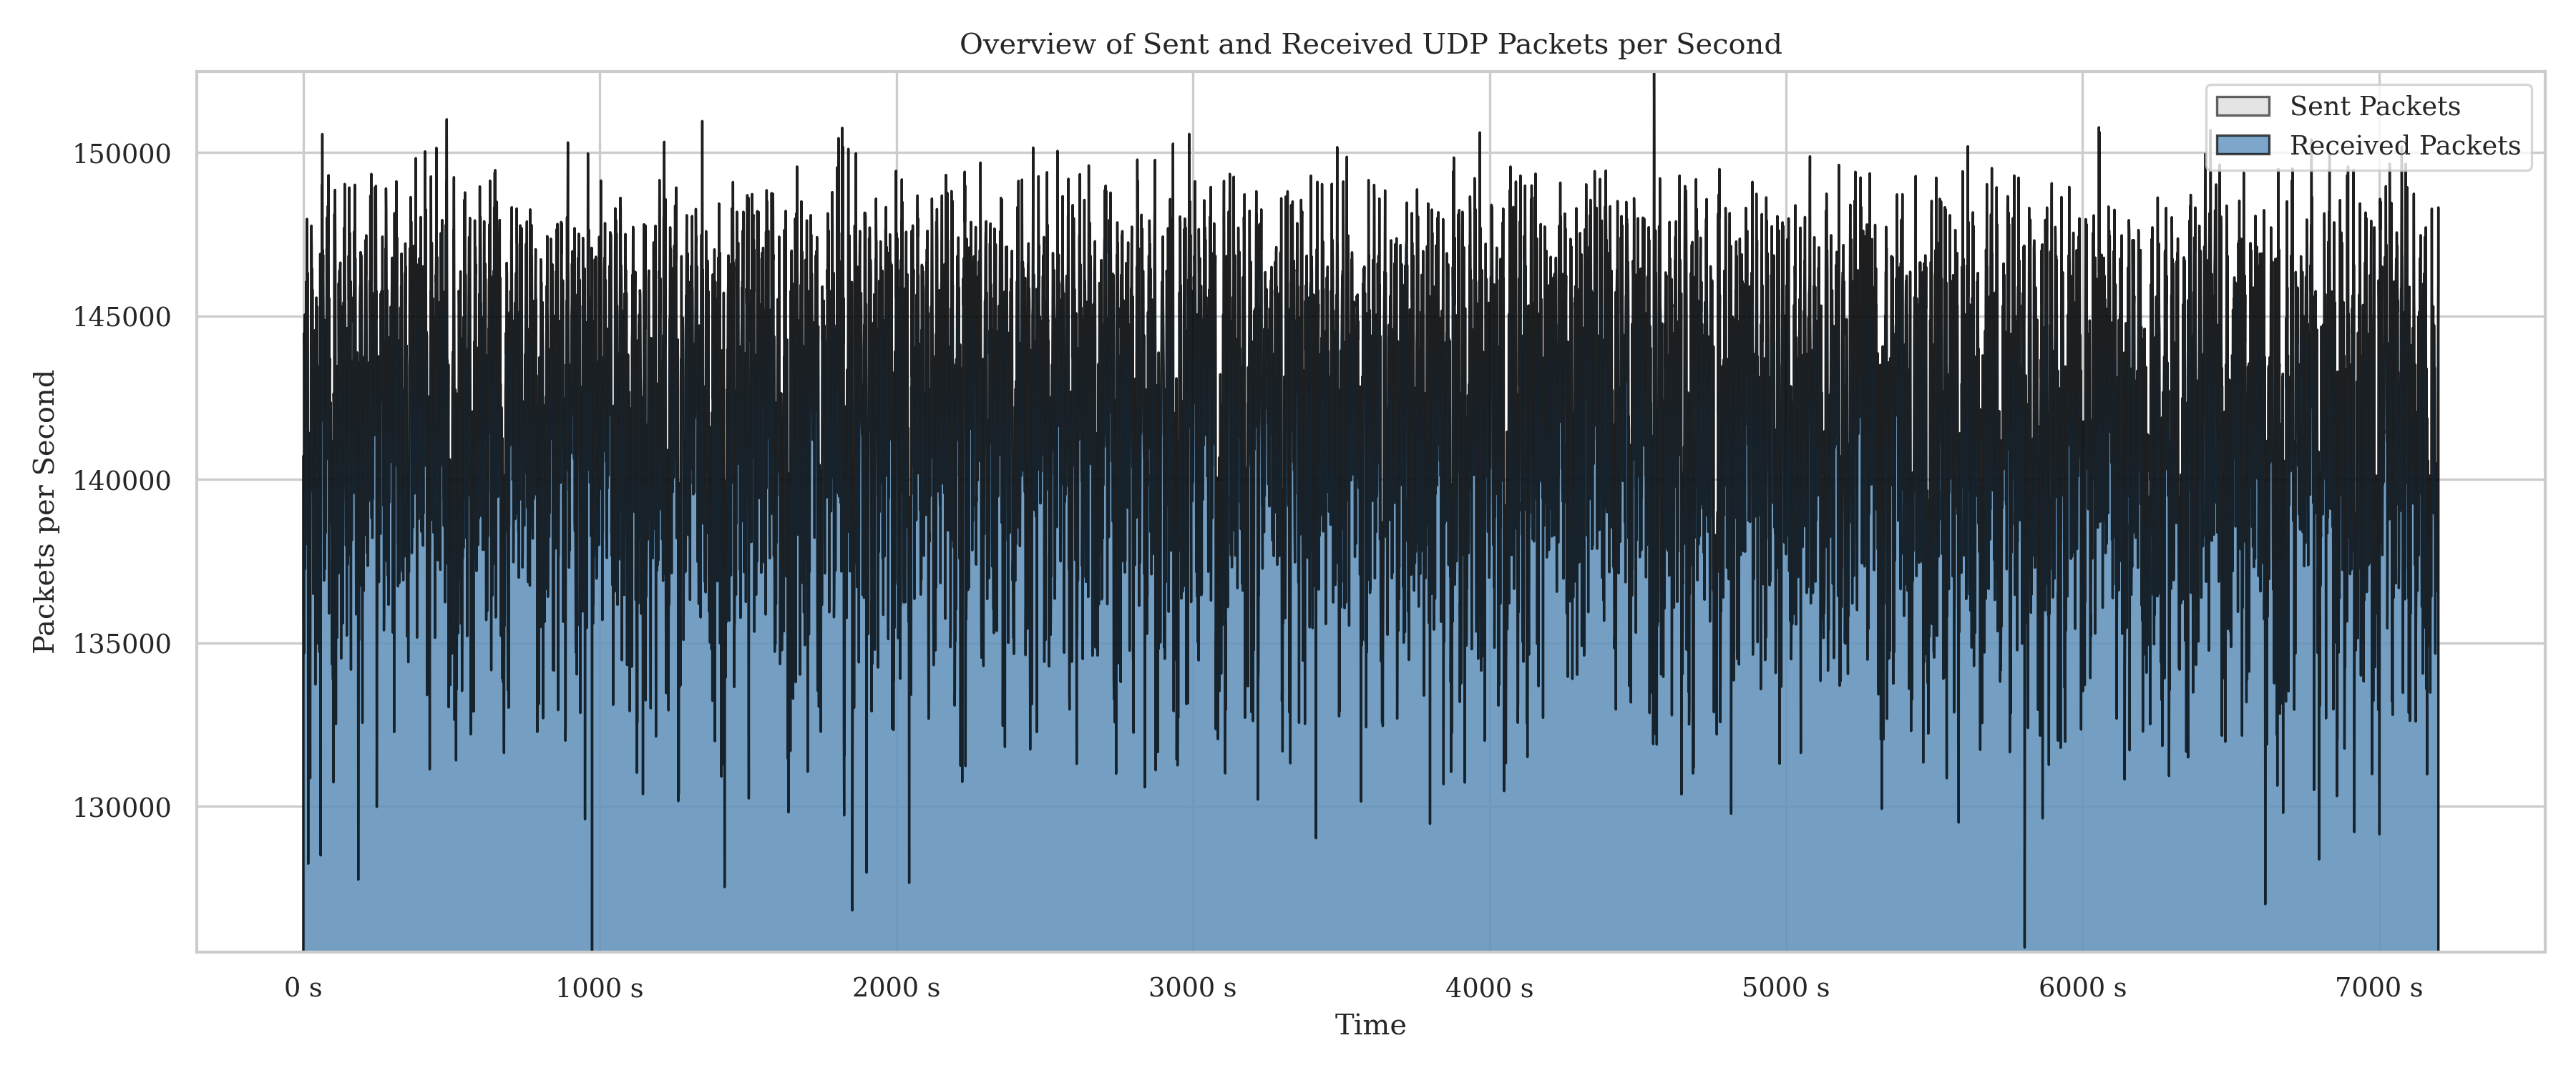 Overview of Sent and Received UDP Packets per Second
Sent Packets
Received Packets
Packets per Second
150000
145000
140000
135000
130000
0 s
1000 s
2000 s
3000 s
4000 s
5000 s
6000 s
7000 s
Time